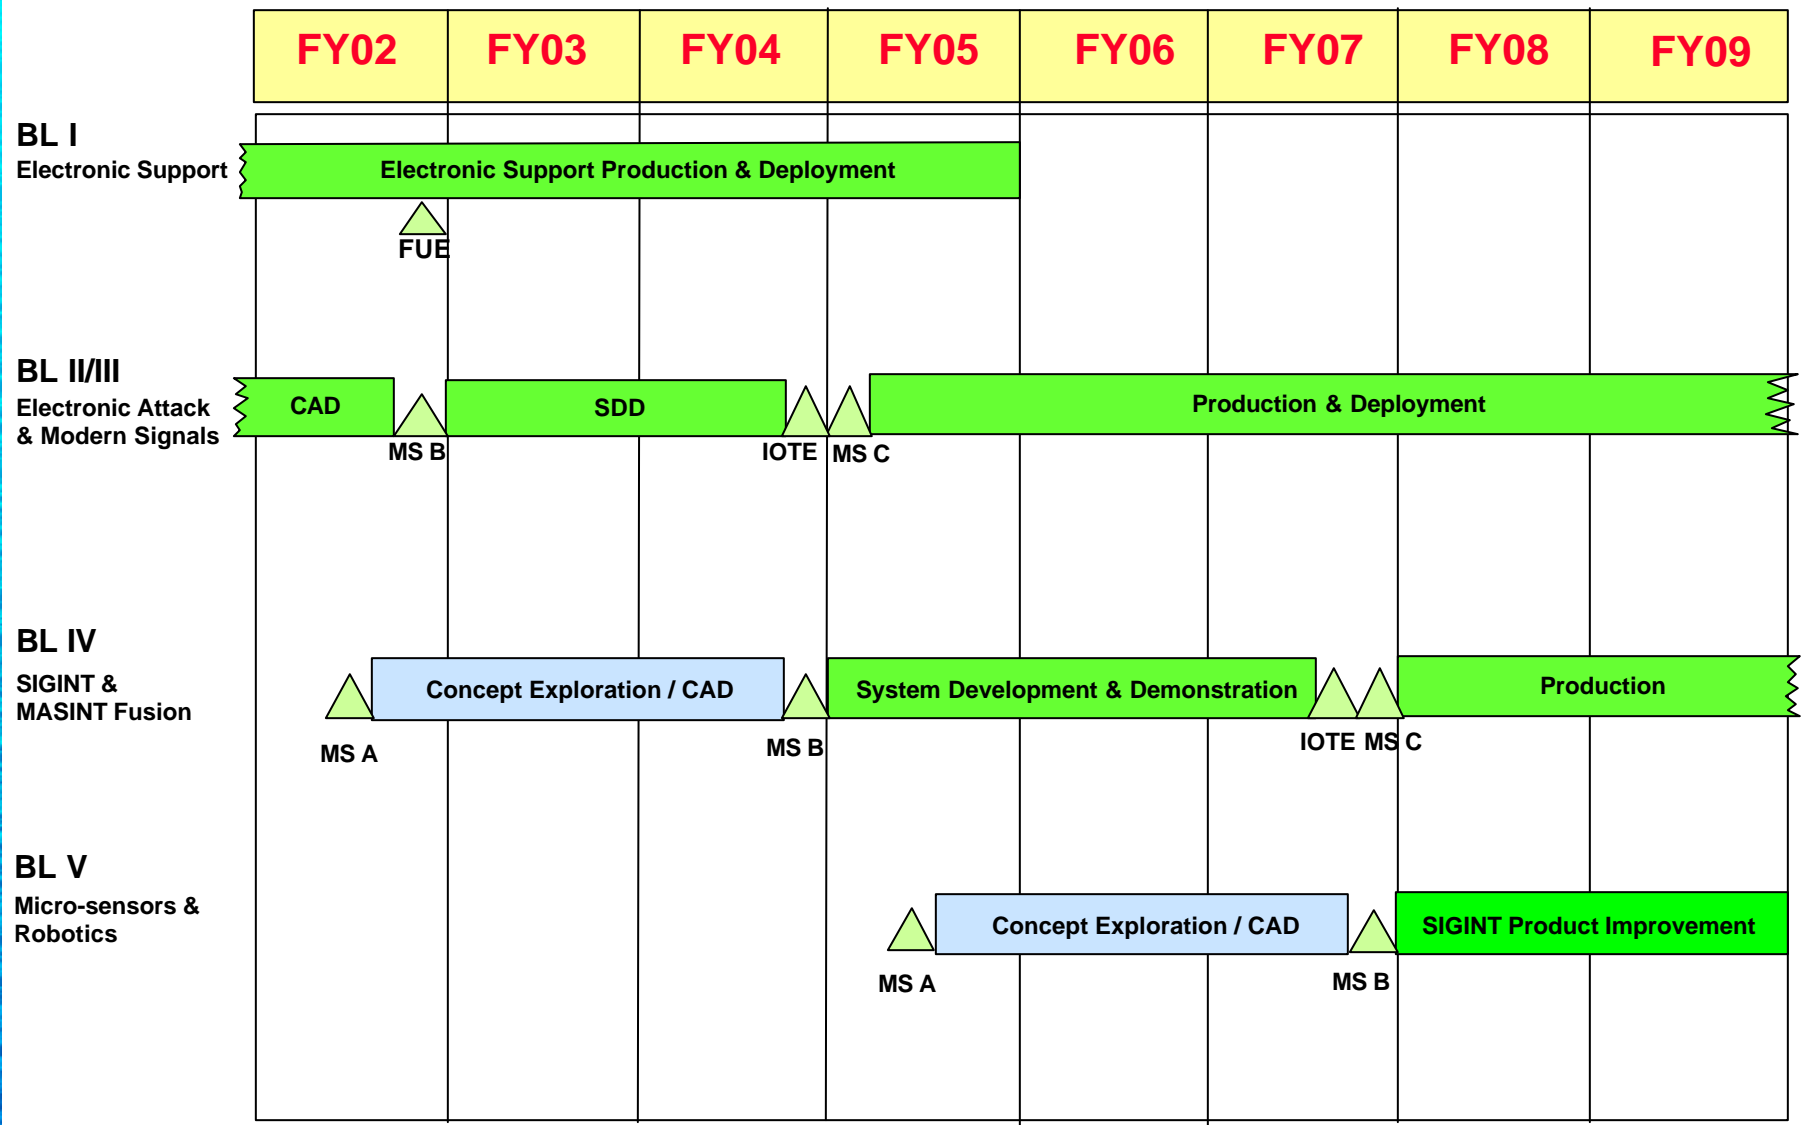 FY02 FY03 FY04 FY05 FY06 FY07 FY08 FY09
BL I
Electronic Support
Electronic Support Production & Deployment
FUE
BL II/III
Electronic Attack
& Modern Signals
CAD
SDD
Production & Deployment
MS B
IOTE
MS C
BL IV
SIGINT &
MASINT Fusion
Concept Exploration / CAD
System Development & Demonstration
Production
MS A
MS B
IOTE
MS C
BL V
Micro-sensors &
Robotics
Concept Exploration / CAD
SIGINT Product Improvement
MS A
MS B